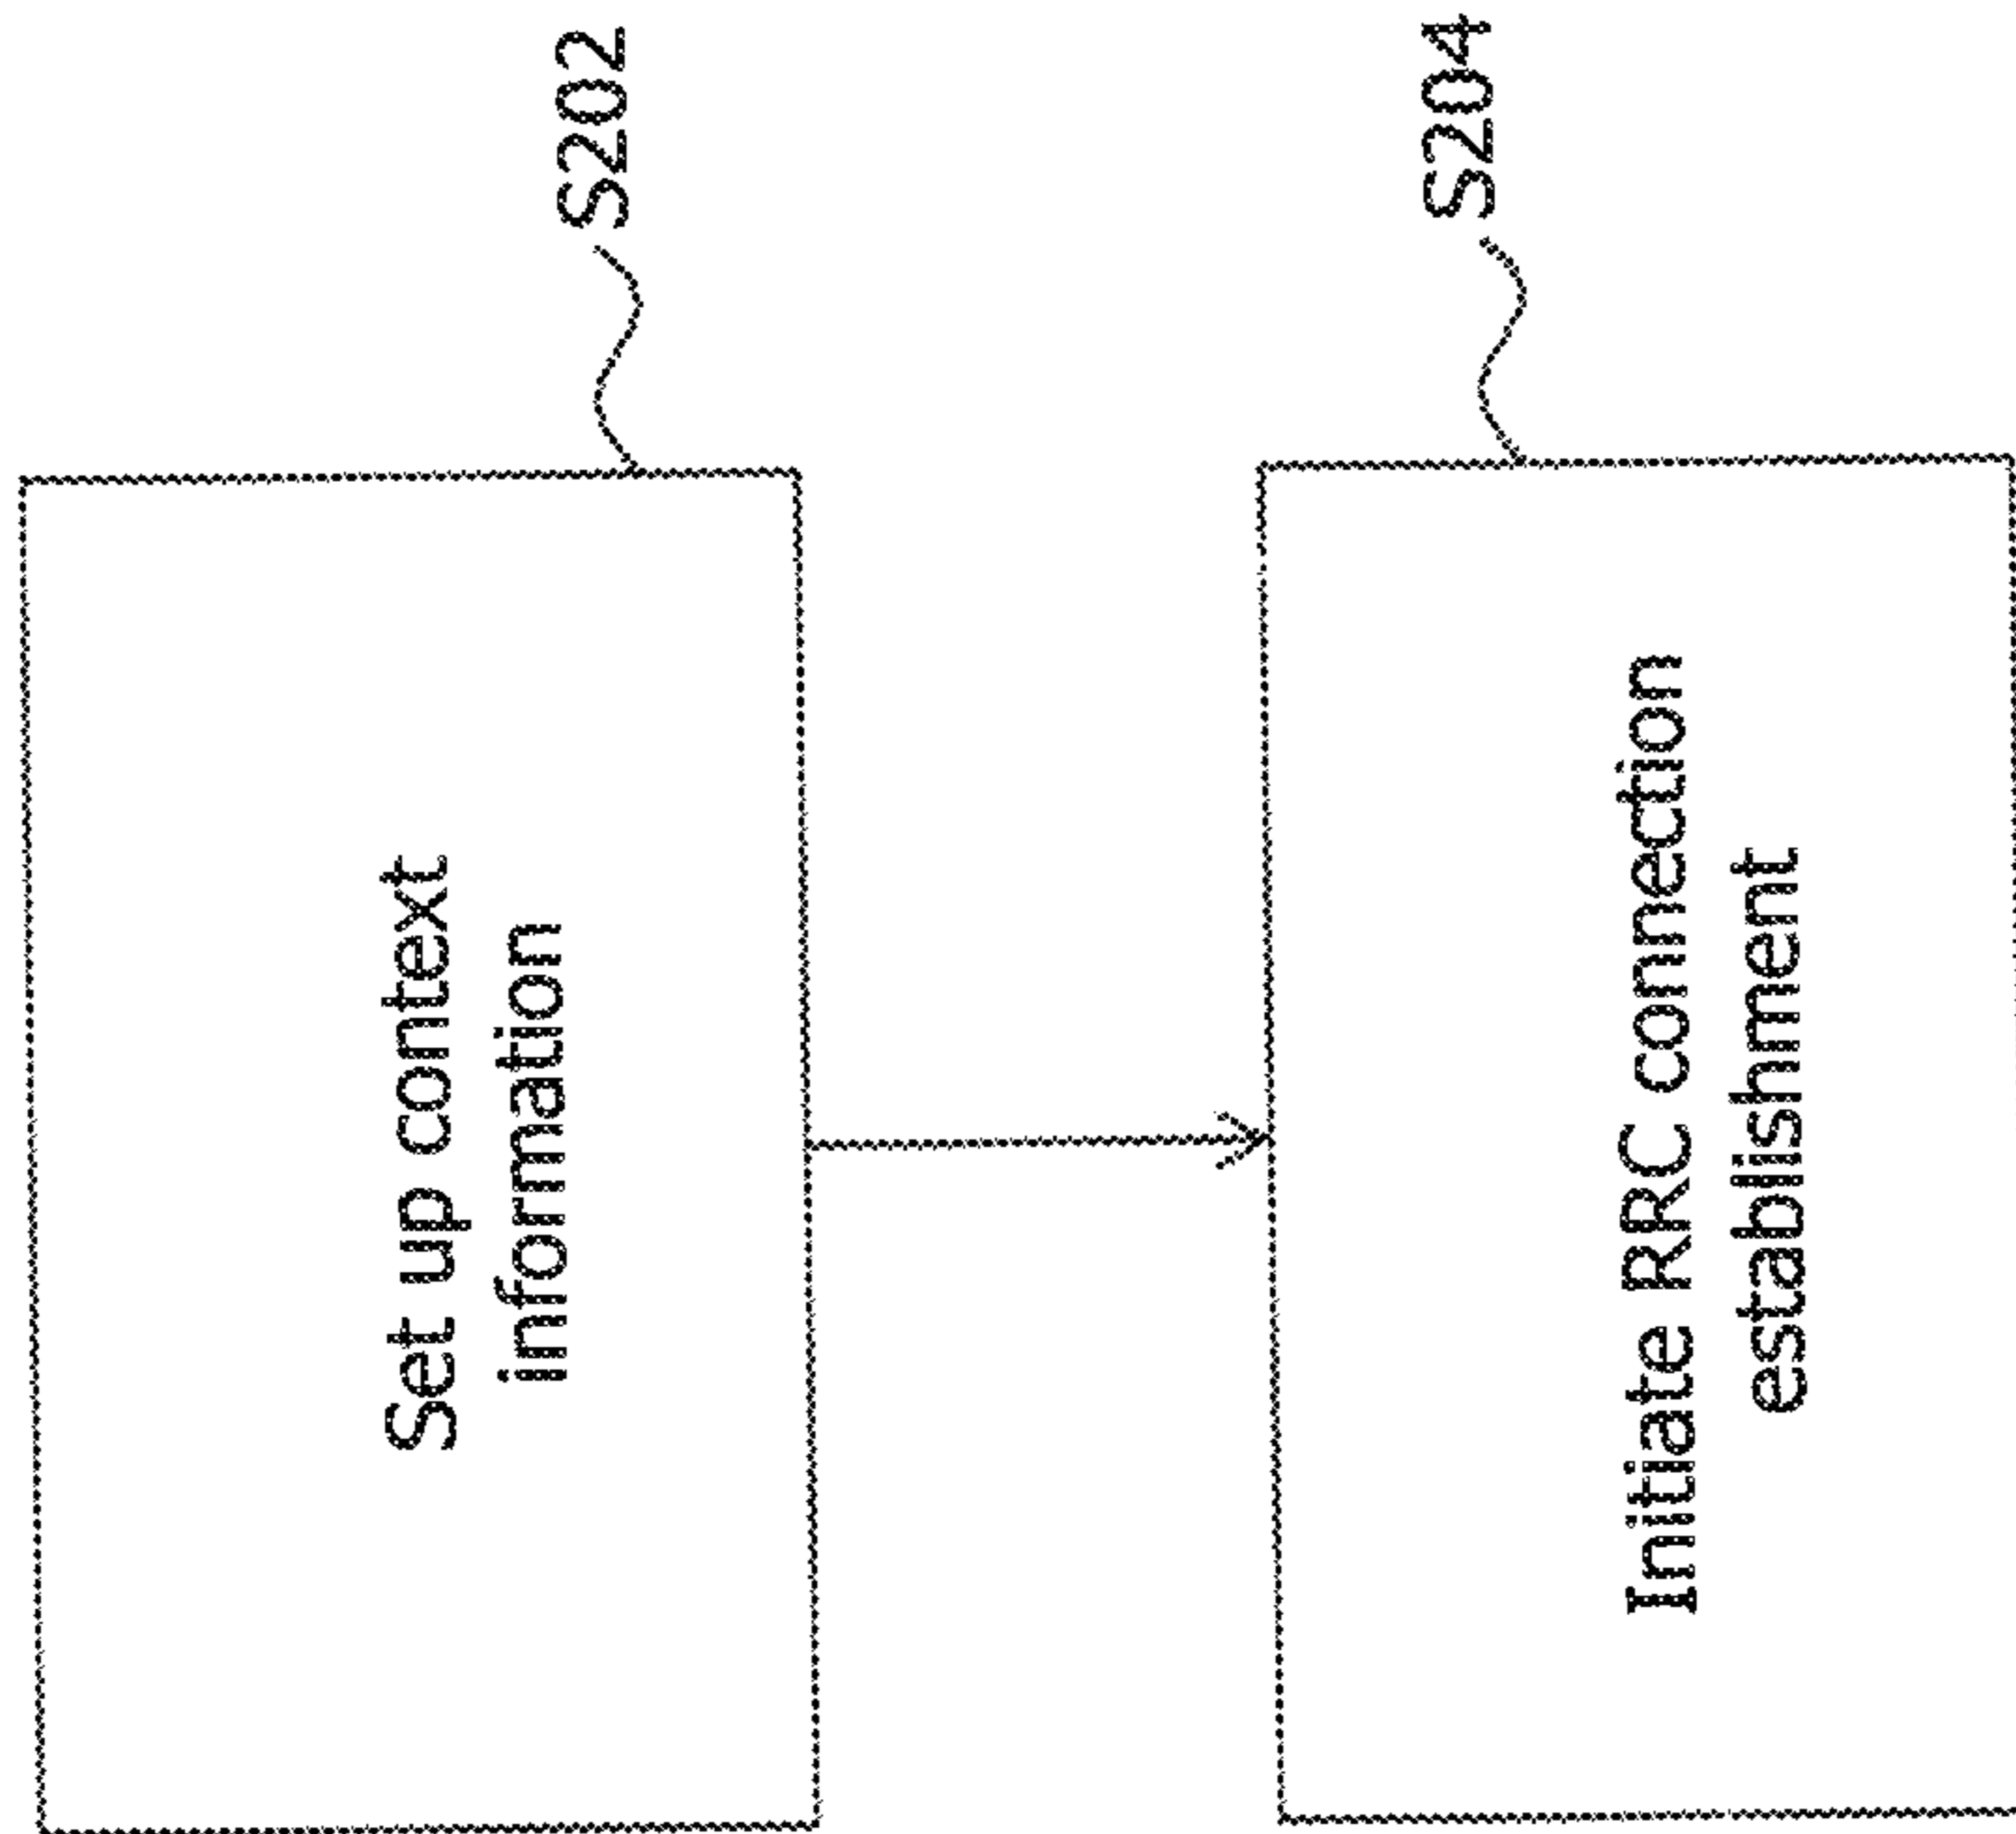 Set up context
information
S202
Initiate RRC connection
establishment
S204